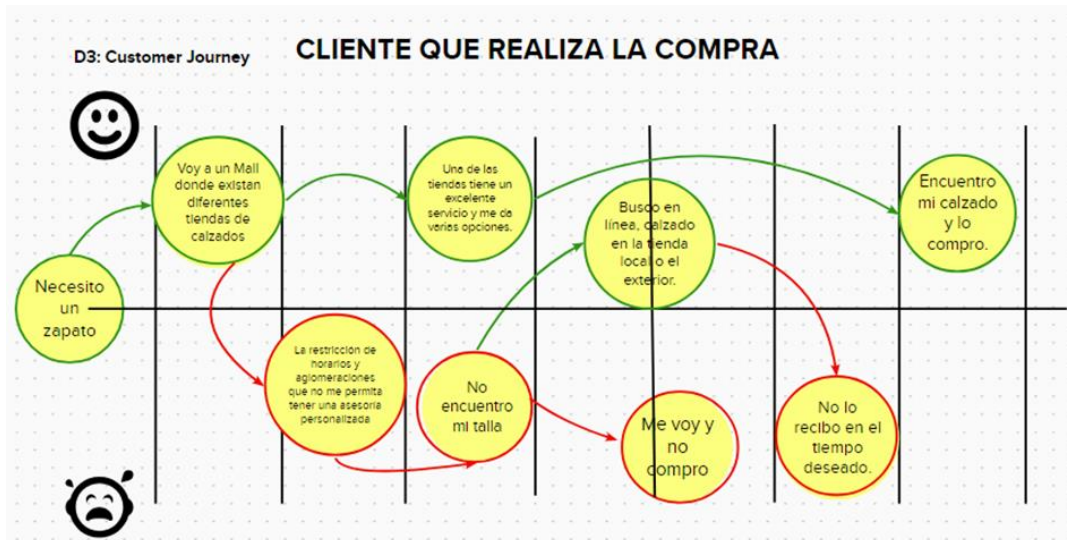 D3: Customer Journey
CLIENTE QUE REALIZA LA COMPRA
Necesito
un
zapato
Voy a un Mall
donde existan
diferentes
tiendas de
calzados
La restricción de
horarios y
aglomeraciones
que no me permita
tener una asesoría
personalizada
Una de las
tiendas tiene un
excelente
servicio y me da
varias opciones.
No
encuentro
mi talla
Busco en
línea, calzado
en la tienda
local o el
exterior.
Me voy y
no
compro
No lo
recibo en el
tiempo
deseado.
Encuentro
mi calzado
y lo
compro.